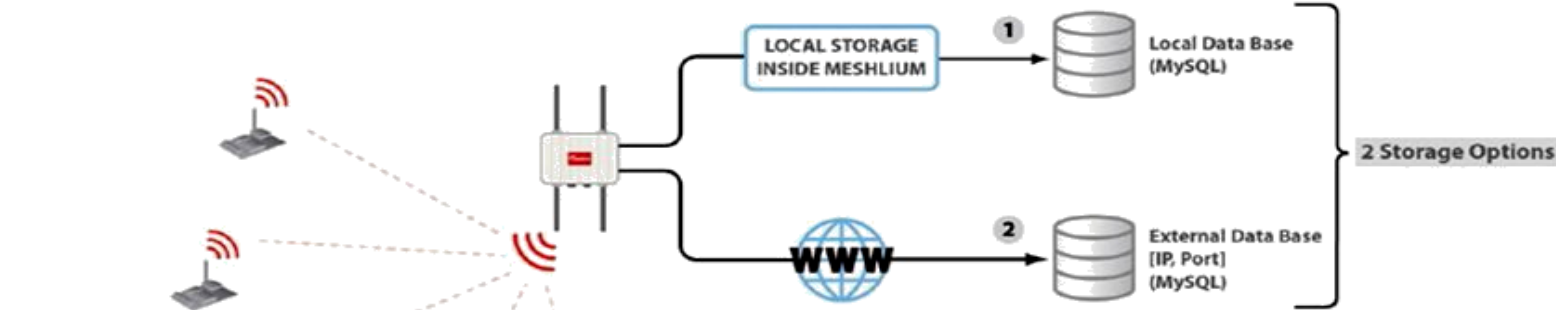 1
LOCAL STORAGE
INSIDE MESHLIUM
Local Data Base
(MySQL)
2 Storage Options
2
WWW
External Data Base
[IP, Port]
(MySQL)